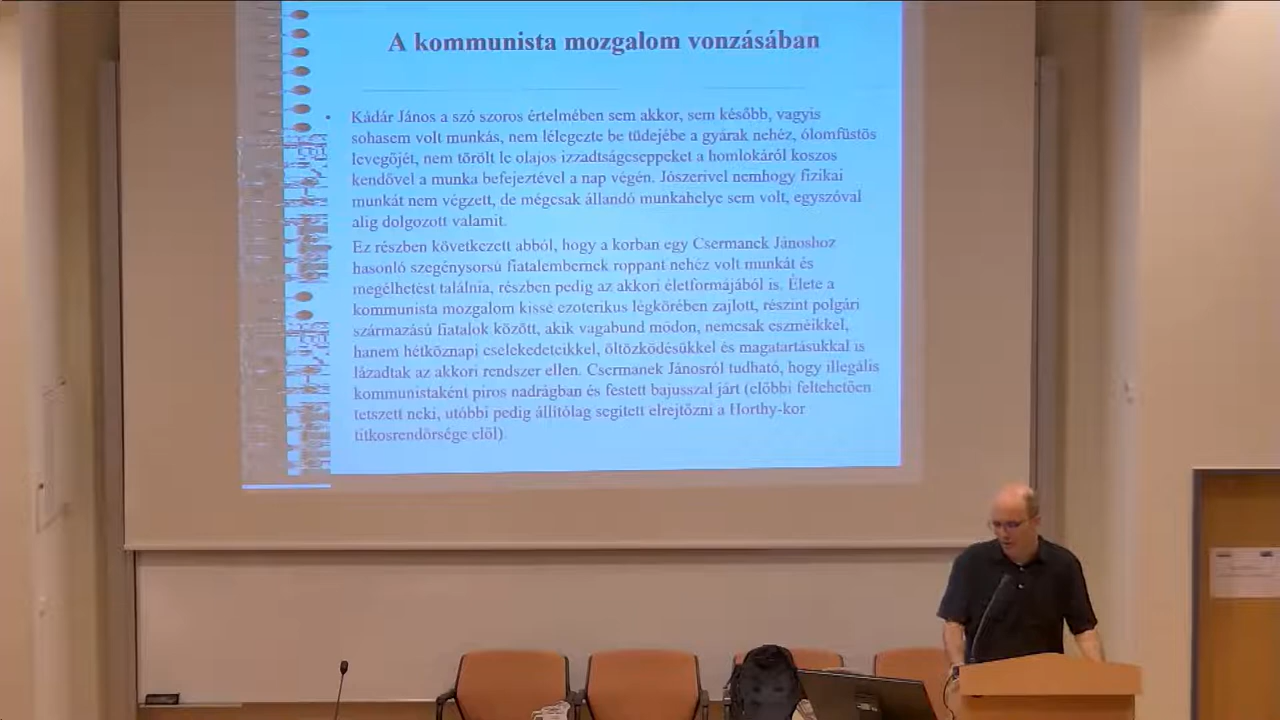 A kommunista mozgalom vonzásában
• Kádár János a szó szoros értelmében sem akkor, sem később, vagyis
sohasem volt munkás, nem lélegezte be tüdejébe a gyárak nehéz, ólomfüstös
levegőjét, nem törölt le olajos izzadtságcseppeket a homlokáról koszos
kendővel a munka befejeztével a nap végén. Jószerivel nemhogy fizikai
munkát nem végzett, de mégcsak állandó munkahelye sem volt, egyszóval
alig dolgozott valamit.
Ez részben következett abból, hogy a korban egy Csermanek Jánoshoz
hasonló szegénysorsú fiatalembernek roppant nehéz volt munkát és
megélhetést találnia, részben pedig az akkori életformájából is. Élete a
kommunista mozgalom kissé ezoterikus légkörében zajlott, részint polgári
származású fiatalok között, akik vagabund módon, nemcsak eszméikkel,
hanem hétköznapi cselekedeteikkel, öltözködésükkel és magatartásukkal is
lázadtak az akkori rendszer ellen. Csermanek Jánosról tudható, hogy illegális
kommunistaként piros nadrágban és festett bajusszal járt (előbbi feltehetően
tetszett neki, utóbbi pedig állítólag segített elrejtőzni a Horthy-kor
titkosrendőrsége elől).